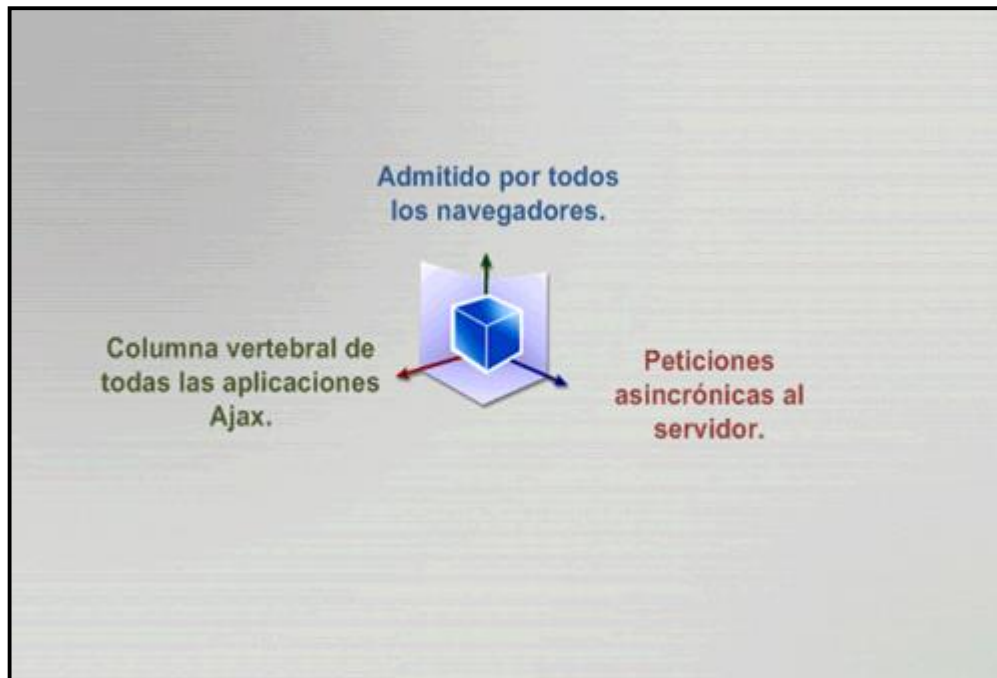 Admitido por todos
los navegadores.
Columna vertebral de
todas las aplicaciones
Ajax.
Peticiones
asincrónicas al
servidor.